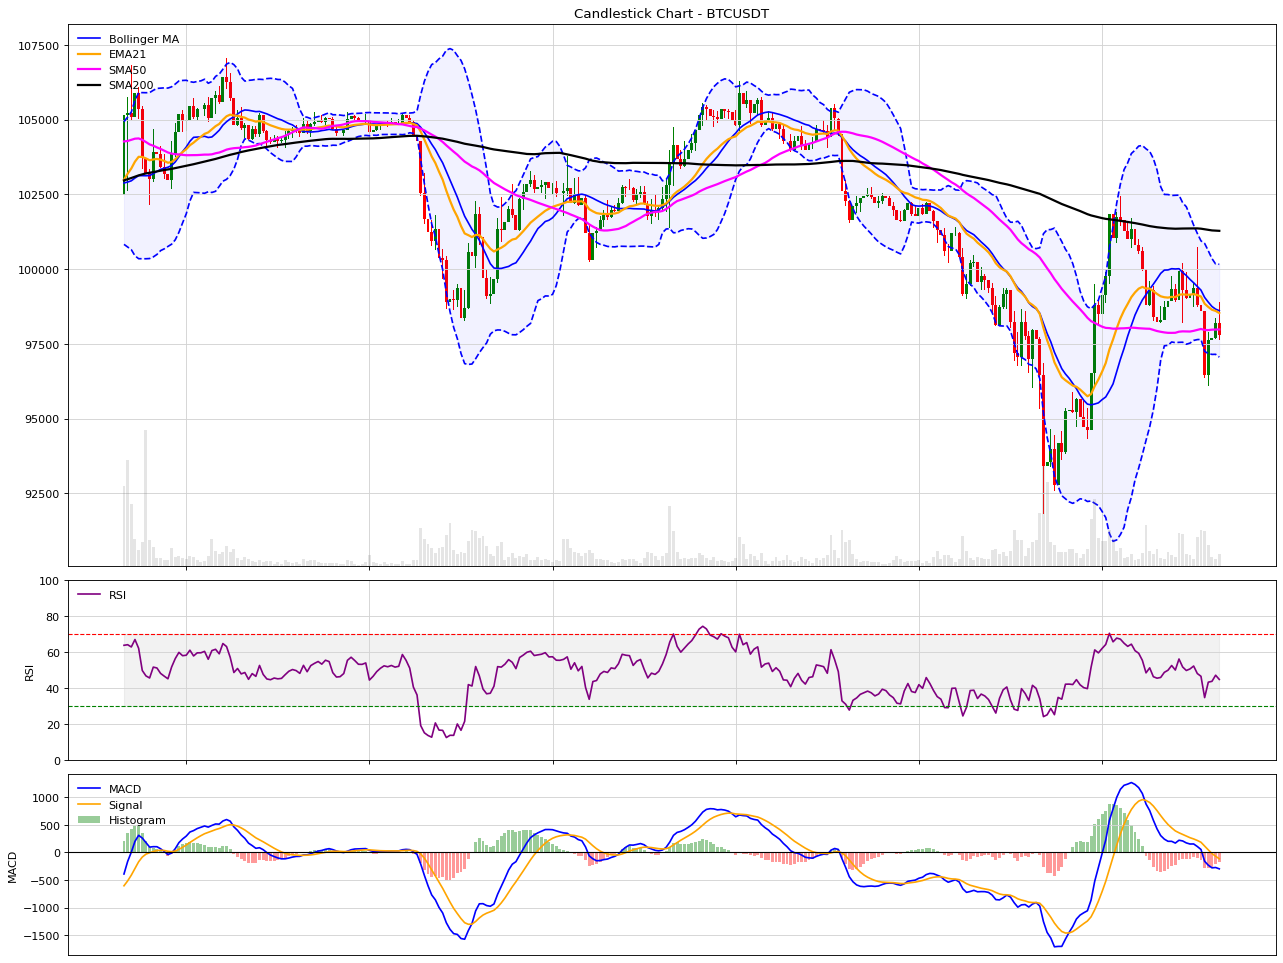 Candlestick Chart - BTCUSDT
Bollinger MA
EMA21
SMA50
SMA200
107500
105000
102500
100000
97500
95000
92500
RSI
100
80
60
40
20
0
RSI
MACD
Signal
Histogram
1000
500
0
−500
−1000
−1500
MACD